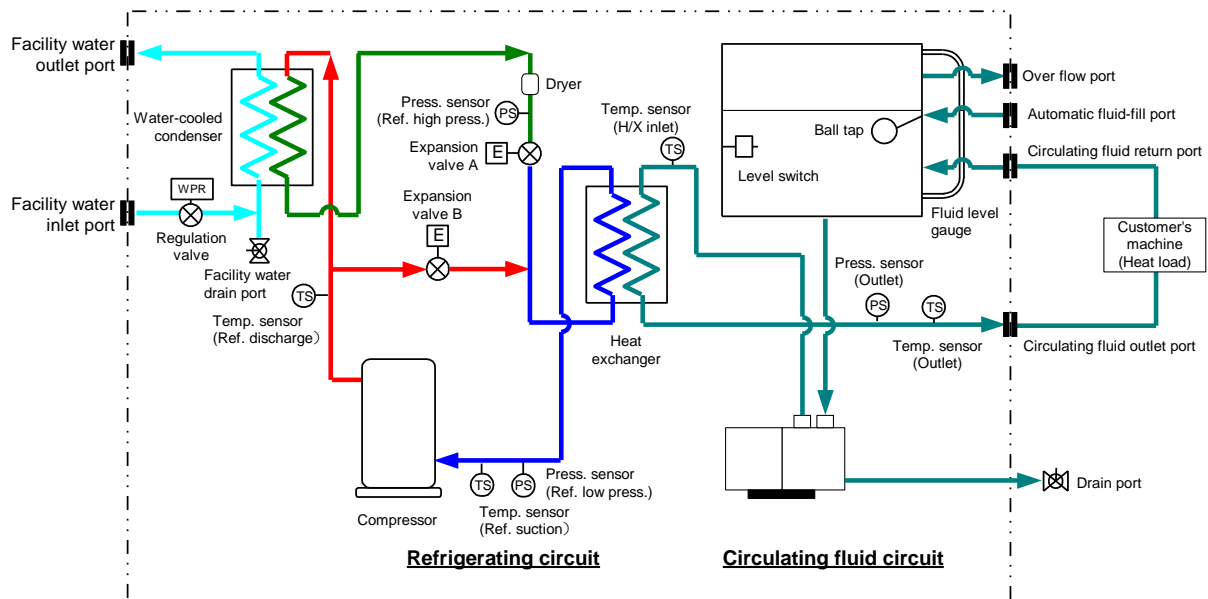 Facility water
outlet port
Water-cooled
condenser
WPR
Facility water
inlet port
Regulation
valve
Facility water
drain port
TS
Temp. sensor
(Ref. discharge)
Press. sensor
(Ref. high press.)
PS
Dryer
E
Expansion
valve A
Expansion
valve B
E
Temp. sensor
(H/X inlet)
TS
Heat
exchanger
Compressor
TS
PS
Press. sensor
(Ref. low press.)
Temp. sensor
(Ref. suction)
Refrigerating circuit
Ball tap
Level switch
Fluid level
gauge
Press. sensor
(Outlet)
PS
TS
Temp. sensor
(Outlet)
Over flow port
Automatic fluid-fill port
Circulating fluid return port
Customer's
machine
(Heat load)
Circulating fluid outlet port
Drain port
Circulating fluid circuit